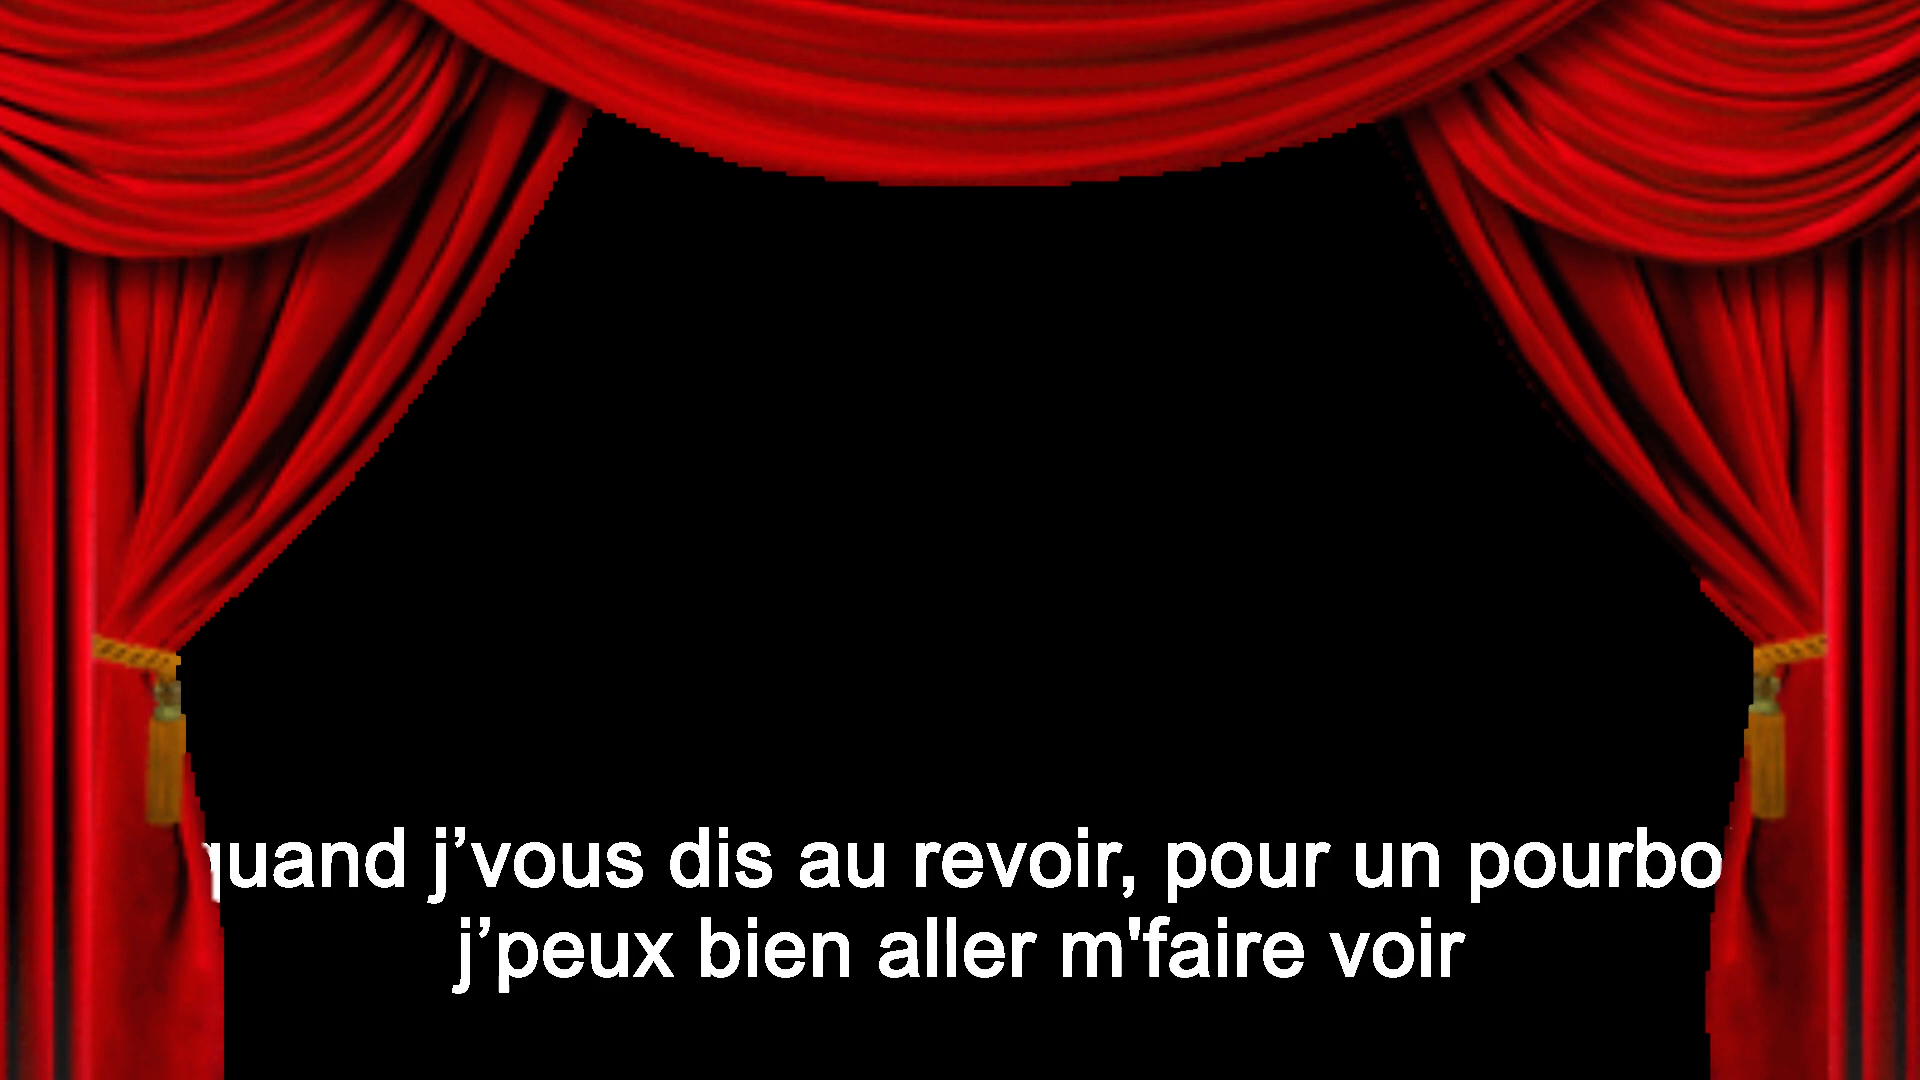 quand j’vous dis au revoir, pour un pourbo
j’peux bien aller m'faire voir